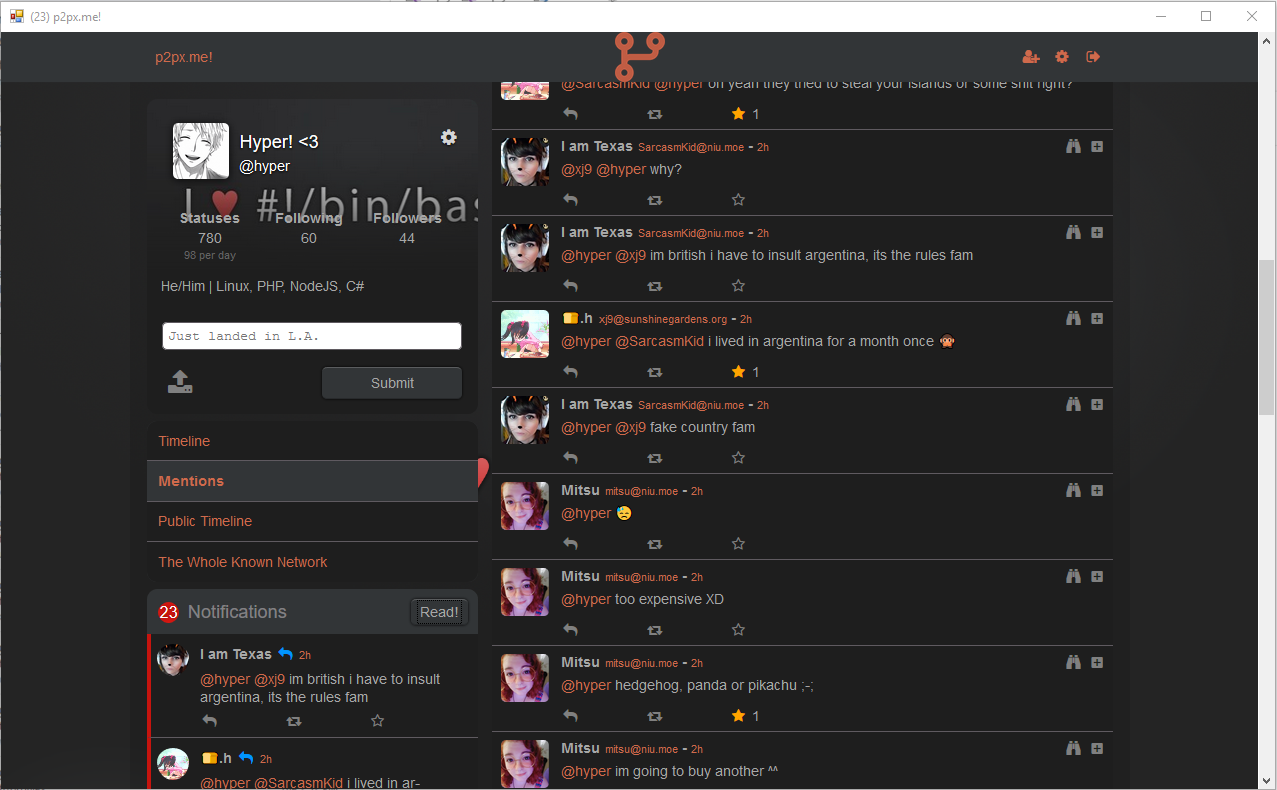 (23) p2px.me!
p2px.me!
Hyper! <3
@hyper
I ♥ #!/bin/bas
Statuses Following Followers
780 60 44
98 per day
He/Him | Linux, PHP, NodeJS, C#
Just landed in L.A.
Submit
Timeline
Mentions
Public Timeline
The Whole Known Network
23 Notifications Read!
I am Texas 2h
@hyper @xj9 im british i have to insult
argentina, its the rules fam
🍞.h 2h
@hyper @SarcasmKid i lived in ar-
@SarcasmKid @hyper oh yeah they tried to steal your islands or some shit right?
1
I am Texas SarcasmKid@niu.moe - 2h
@xj9 @hyper why?
I am Texas SarcasmKid@niu.moe - 2h
@hyper @xj9 im british i have to insult argentina, its the rules fam
🍞.h xj9@sunshinegardens.org - 2h
@hyper @SarcasmKid i lived in argentina for a month once 🙊
1
I am Texas SarcasmKid@niu.moe - 2h
@hyper @xj9 fake country fam
Mitsu mitsu@niu.moe - 2h
@hyper 😓
Mitsu mitsu@niu.moe - 2h
@hyper too expensive XD
Mitsu mitsu@niu.moe - 2h
@hyper hedgehog, panda or pikachu ;-;
1
Mitsu mitsu@niu.moe - 2h
@hyper im going to buy another ^^